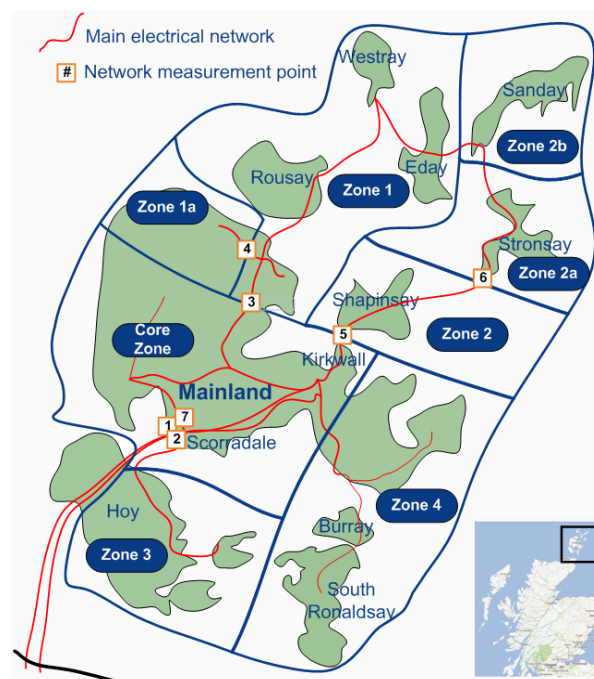 Main electrical network
# Network measurement point
Westray
Sanday
Zone 2b
Eday
Rousay
Zone 1
Zone 1a
Stronsay
4
6
Zone 2a
3
Shapinsay
Zone 2
5
Core
Zone
Kirkwall
Mainland
7
1
2
Scorradale
Hoy
Zone 4
Burray
Zone 3
South
Ronaldsay